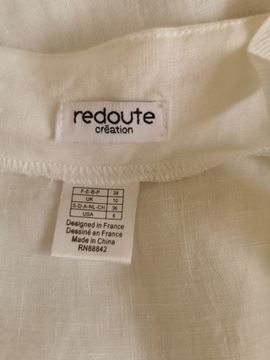 redoute
création
F-E-B-P 38
UK 10
S-D-A-NL-CH 36
USA 6
Designed in France
Dessiné en France
Made in China
RN88842